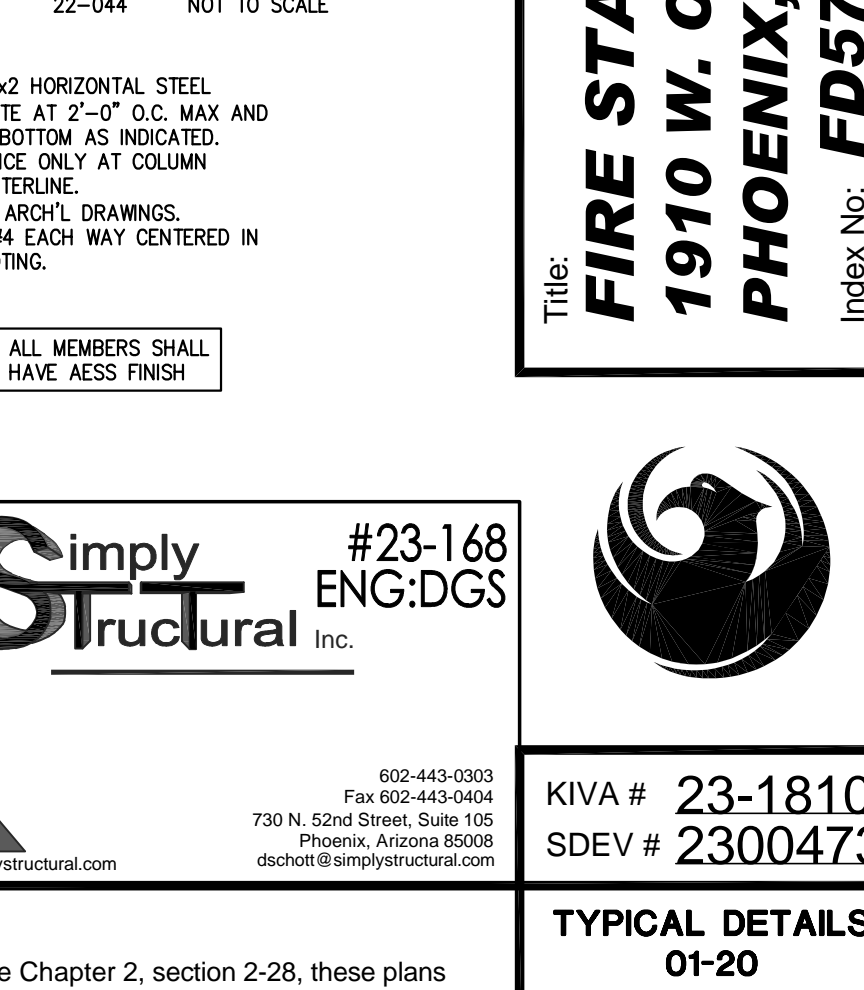 22-044 NOT TO SCALE
x2 HORIZONTAL STEEL
TE AT 2'-0" O.C. MAX AND
BOTTOM AS INDICATED.
ICE ONLY AT COLUMN
TERLINE.
ARCH'L DRAWINGS.
#4 EACH WAY CENTERED IN
TING.
ALL MEMBERS SHALL
HAVE AESS FINISH
Title:
FIRE STA
1910 W.
PHOENIX,
Index No: FD57
Simply
Structural Inc.
#23-168
ENG:DGS
602-443-0303
Fax 602-443-0404
730 N. 52nd Street, Suite 105
Phoenix, Arizona 85008
dschott@simplystructural.com
ystructural.com
KIVA # 23-1810
SDEV # 2300473
TYPICAL DETAILS
01-20
e Chapter 2, section 2-28, these plans